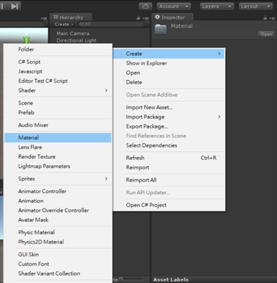 Account
Layers
Layout
Hierarchy
Create
Main Camera
Directional Light
Inspector
Material
Open
Folder
C# Script
Javascript
Editor Test C# Script
Shader
Scene
Prefab
Audio Mixer
Material
Lens Flare
Render Texture
Lightmap Parameters
Sprites
Animator Controller
Animation
Animator Override Controller
Avatar Mask
Physic Material
Physics2D Material
GUI Skin
Custom Font
Shader Variant Collection
Create
Show in Explorer
Open
Delete
Open Scene Additive
Import New Asset...
Import Package
Export Package...
Find References In Scene
Select Dependencies
Refresh Ctrl+R
Reimport
Reimport All
Run API Updater...
Open C# Project
Asset Labels